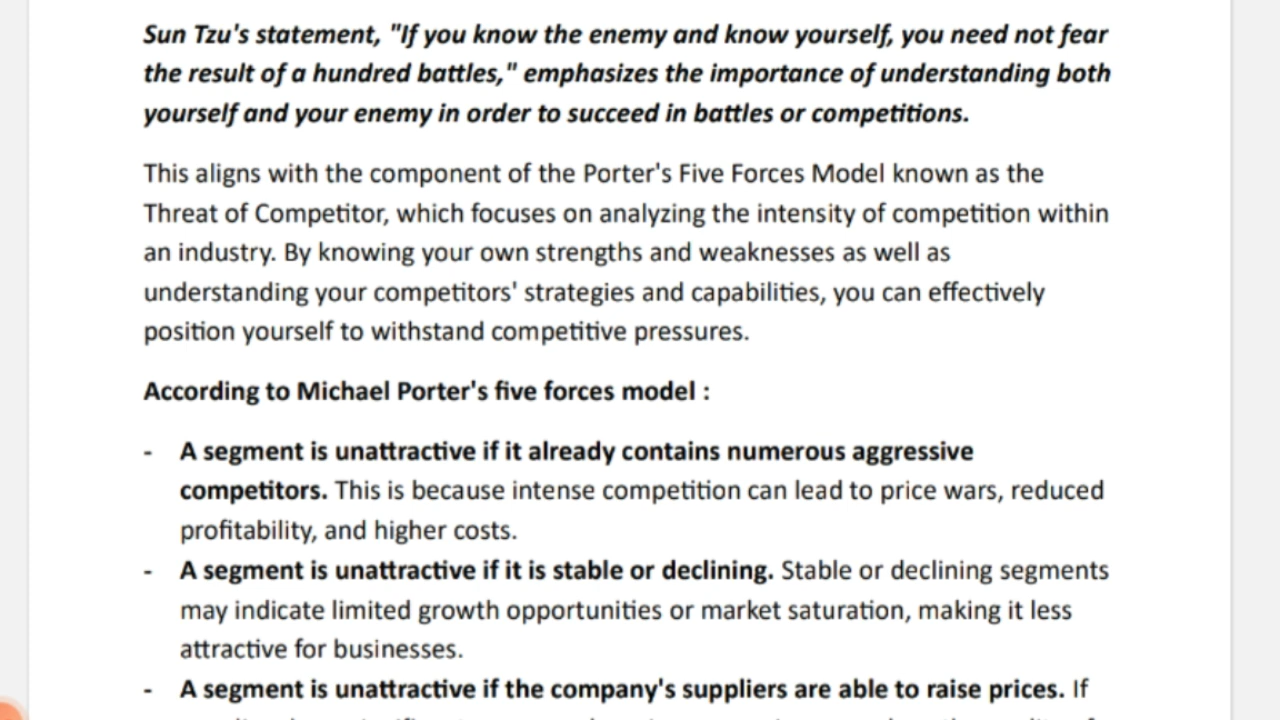 Sun Tzu's statement, "If you know the enemy and know yourself, you need not fear
the result of a hundred battles," emphasizes the importance of understanding both
yourself and your enemy in order to succeed in battles or competitions.
This aligns with the component of the Porter's Five Forces Model known as the
Threat of Competitor, which focuses on analyzing the intensity of competition within
an industry. By knowing your own strengths and weaknesses as well as
understanding your competitors' strategies and capabilities, you can effectively
position yourself to withstand competitive pressures.
According to Michael Porter's five forces model :
- A segment is unattractive if it already contains numerous aggressive
competitors. This is because intense competition can lead to price wars, reduced
profitability, and higher costs.
- A segment is unattractive if it is stable or declining. Stable or declining segments
may indicate limited growth opportunities or market saturation, making it less
attractive for businesses.
- A segment is unattractive if the company's suppliers are able to raise prices. If